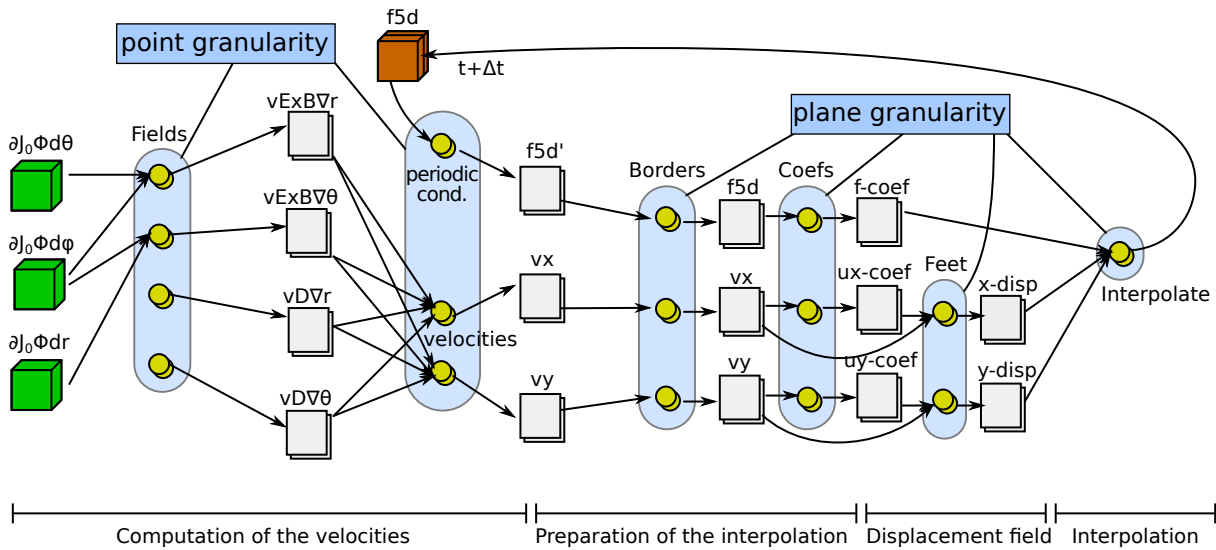 f5d
point granularity
t+Δt
vExB∇r
plane granularity
Fields
∂J₀Φdθ
periodic
cond.
f5d'
Borders
Coefs
f5d
f-coef
vExB∇θ
∂J₀Φdφ
vx
vx
ux-coef
Feet
x-disp
Interpolate
vD∇r
velocities
∂J₀Φdr
vy
vy
uy-coef
y-disp
vD∇θ
Computation of the velocities
Preparation of the interpolation
Displacement field
Interpolation